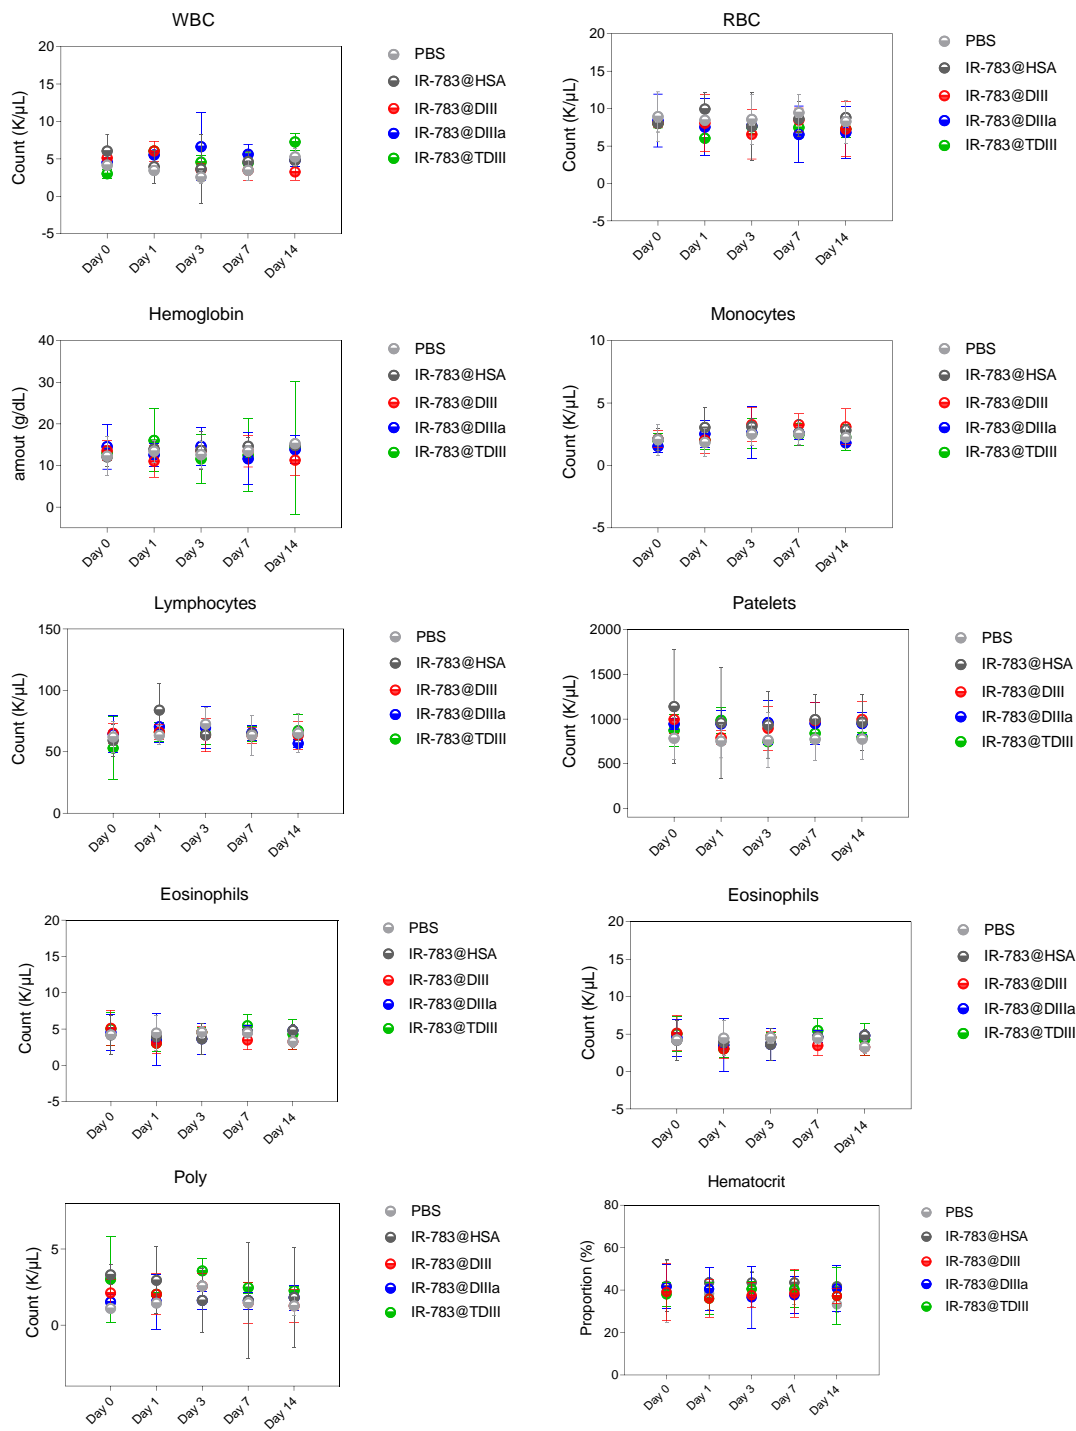 WBC
20
15
10
5
0
-5
Count (K/μL)
Day 0
Day 1
Day 3
Day 7
Day 14
PBS
IR-783@HSA
IR-783@DIII
IR-783@DIIIa
IR-783@TDIII
RBC
20
15
10
5
0
-5
Count (K/μL)
Day 0
Day 1
Day 3
Day 7
Day 14
PBS
IR-783@HSA
IR-783@DIII
IR-783@DIIIa
IR-783@TDIII
Hemoglobin
40
30
20
10
0
amout (g/dL)
Day 0
Day 1
Day 3
Day 7
Day 14
PBS
IR-783@HSA
IR-783@DIII
IR-783@DIIIa
IR-783@TDIII
Monocytes
10
5
0
-5
Count (K/μL)
Day 0
Day 1
Day 3
Day 7
Day 14
PBS
IR-783@HSA
IR-783@DIII
IR-783@DIIIa
IR-783@TDIII
Lymphocytes
150
100
50
0
Count (K/μL)
Day 0
Day 1
Day 3
Day 7
Day 14
PBS
IR-783@HSA
IR-783@DIII
IR-783@DIIIa
IR-783@TDIII
Patelets
2000
1500
1000
500
0
Count (K/μL)
Day 0
Day 1
Day 3
Day 7
Day 14
PBS
IR-783@HSA
IR-783@DIII
IR-783@DIIIa
IR-783@TDIII
Eosinophils
20
15
10
5
0
-5
Count (K/μL)
Day 0
Day 1
Day 3
Day 7
Day 14
PBS
IR-783@HSA
IR-783@DIII
IR-783@DIIIa
IR-783@TDIII
Eosinophils
20
15
10
5
0
-5
Count (K/μL)
Day 0
Day 1
Day 3
Day 7
Day 14
PBS
IR-783@HSA
IR-783@DIII
IR-783@DIIIa
IR-783@TDIII
Poly
5
0
Count (K/μL)
Day 0
Day 1
Day 3
Day 7
Day 14
PBS
IR-783@HSA
IR-783@DIII
IR-783@DIIIa
IR-783@TDIII
Hematocrit
80
60
40
20
0
Proportion (%)
Day 0
Day 1
Day 3
Day 7
Day 14
PBS
IR-783@HSA
IR-783@DIII
IR-783@DIIIa
IR-783@TDIII